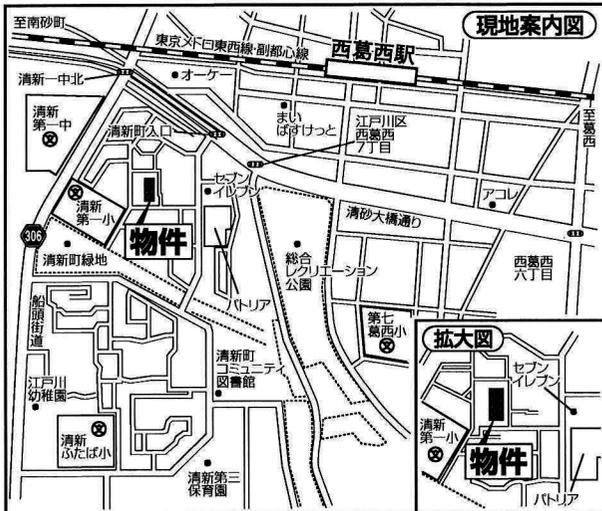 現地案内図
至南砂町
東京メトロ東西線・副都心線
西葛西駅
清新一中北
オーケー
至葛西
清新
第一中
まい
ばすけっと
清新町入口
江戸川区
西葛西
7丁目
セブン
イレブン
アコレ
清新
第一小
清砂大橋通り
306
物件
清新町緑地
総合
レクリエーション
公園
西葛西
六丁目
パトリア
船頭街道
第七
葛西小
清新町
コミュニティ
図書館
江戸川
幼稚園
清新
ふたば小
清新第三
保育園
拡大図
セブン
イレブン
清新
第一小
物件
パトリア